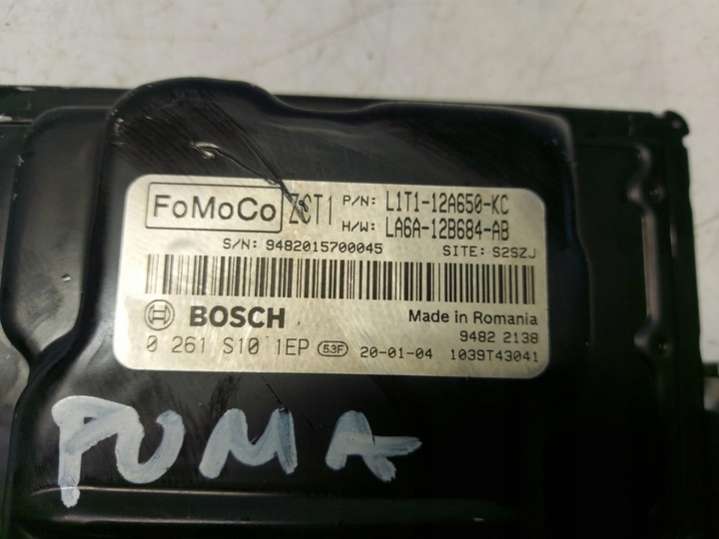 FoMoCo ZCT1 P/N: L1T1-12A650-KC
H/W: LA6A-12B684-AB
S/N: 9482015700045 SITE: S2SZJ
BOSCH Made in Romania
9482 2138
0 261 S10 1EP 53F 20-01-04 1039T43041
PUMA